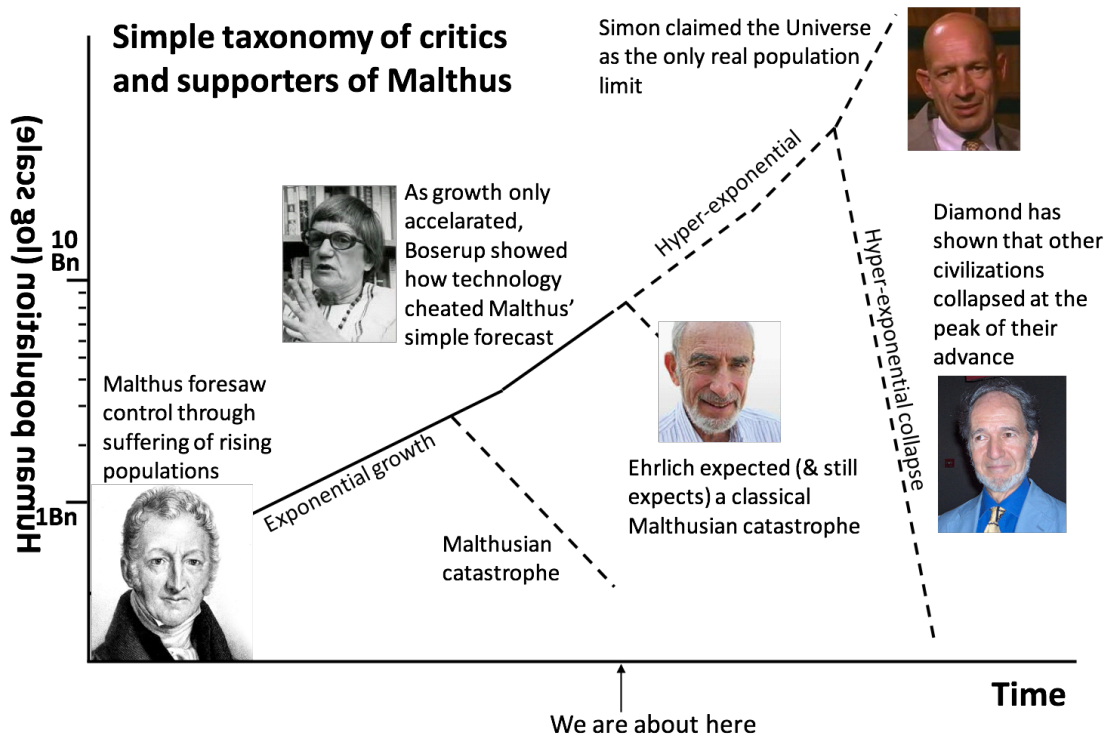 Simple taxonomy of critics
and supporters of Malthus
Simon claimed the Universe
as the only real population
limit
Human population (log scale)
10
Bn
1Bn
As growth only
accelarated,
Boserup showed
how technology
cheated Malthus’
simple forecast
Hyper-exponential
Diamond has
shown that other
civilizations
collapsed at the
peak of their
advance
Hyper-exponential collapse
Malthus foresaw
control through
suffering of rising
populations
Exponential growth
Malthusian
catastrophe
Ehrlich expected (& still
expects) a classical
Malthusian catastrophe
Time
We are about here